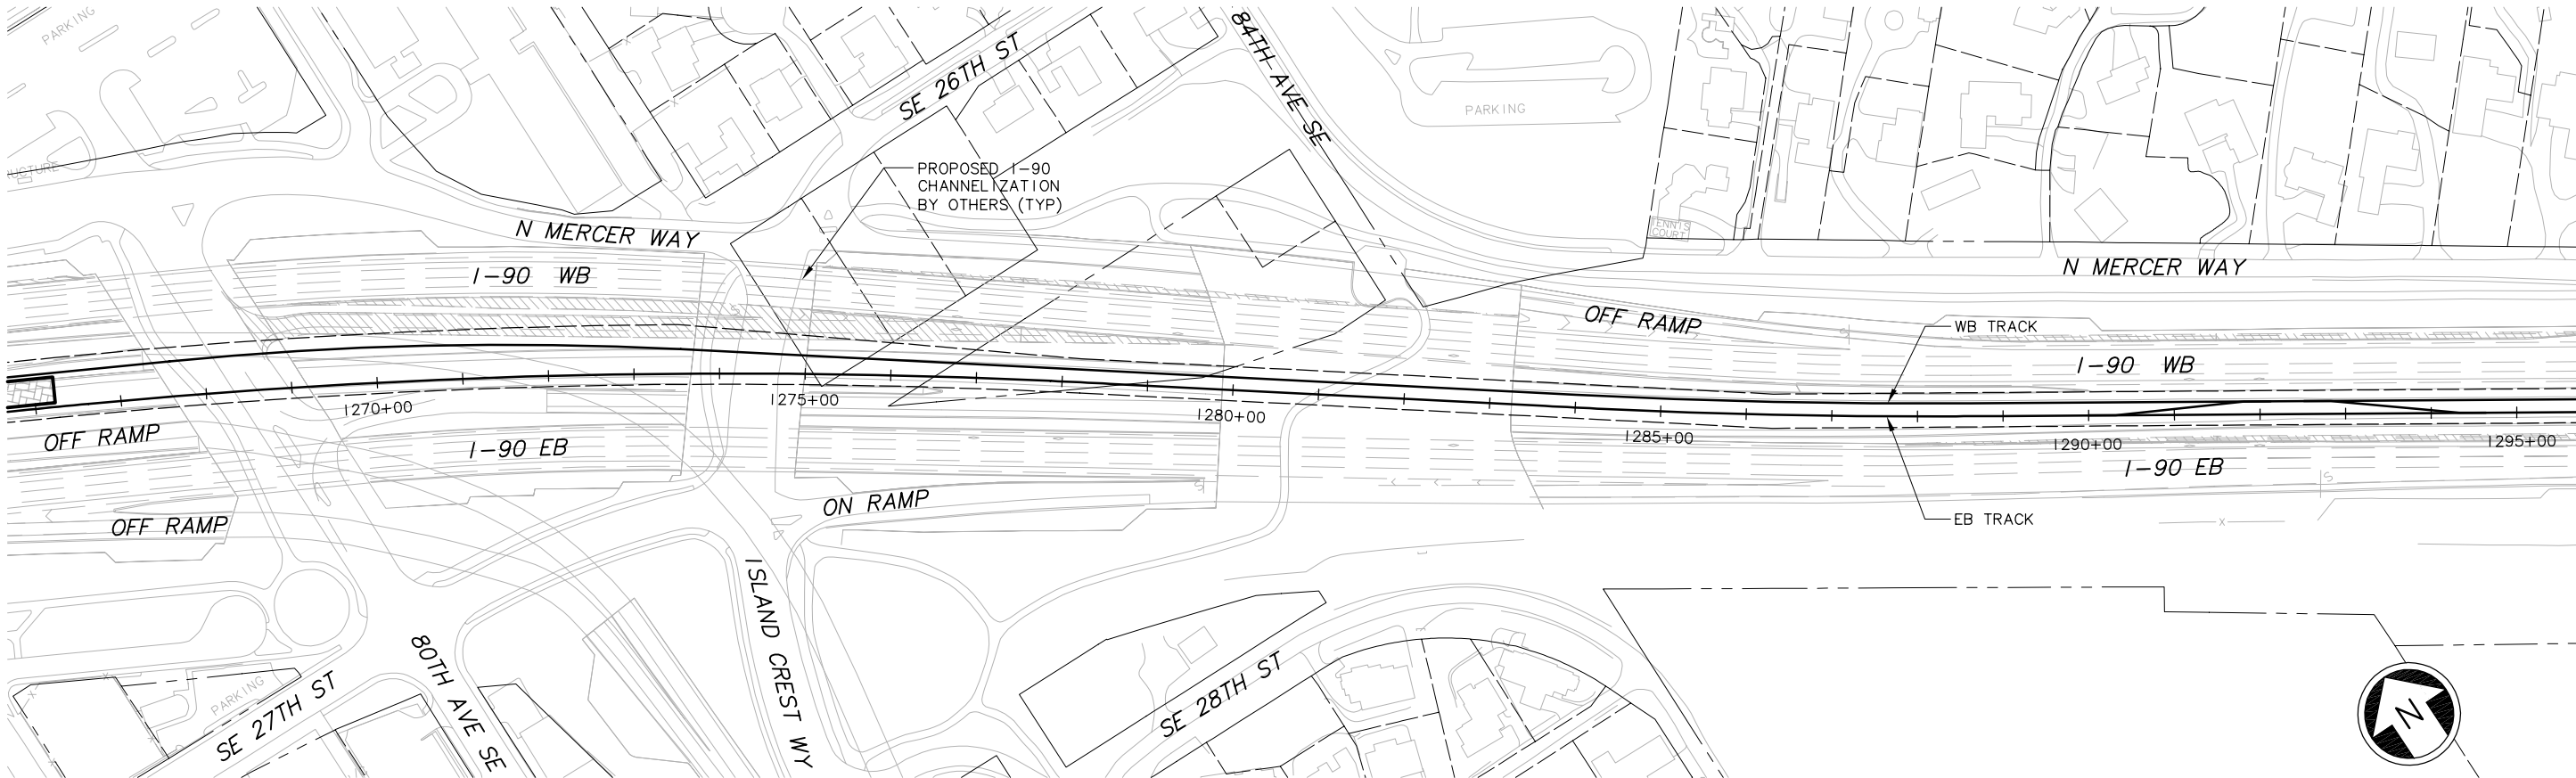 PARKING
84TH AVE SE
SE 26TH ST
PARKING
UCTURE
PROPOSED I-90
CHANNELIZATION
BY OTHERS (TYP)
TENNIS
COURT
N MERCER WAY
N MERCER WAY
I-90 WB
OFF RAMP
WB TRACK
I-90 WB
1270+00
1275+00
1280+00
1285+00
1290+00
1295+00
OFF RAMP
I-90 EB
I-90 EB
S
S
S
S
ON RAMP
OFF RAMP
EB TRACK
ISLAND CREST WY
80TH AVE SE
SE 27TH ST
PARKING
SE 28TH ST
N